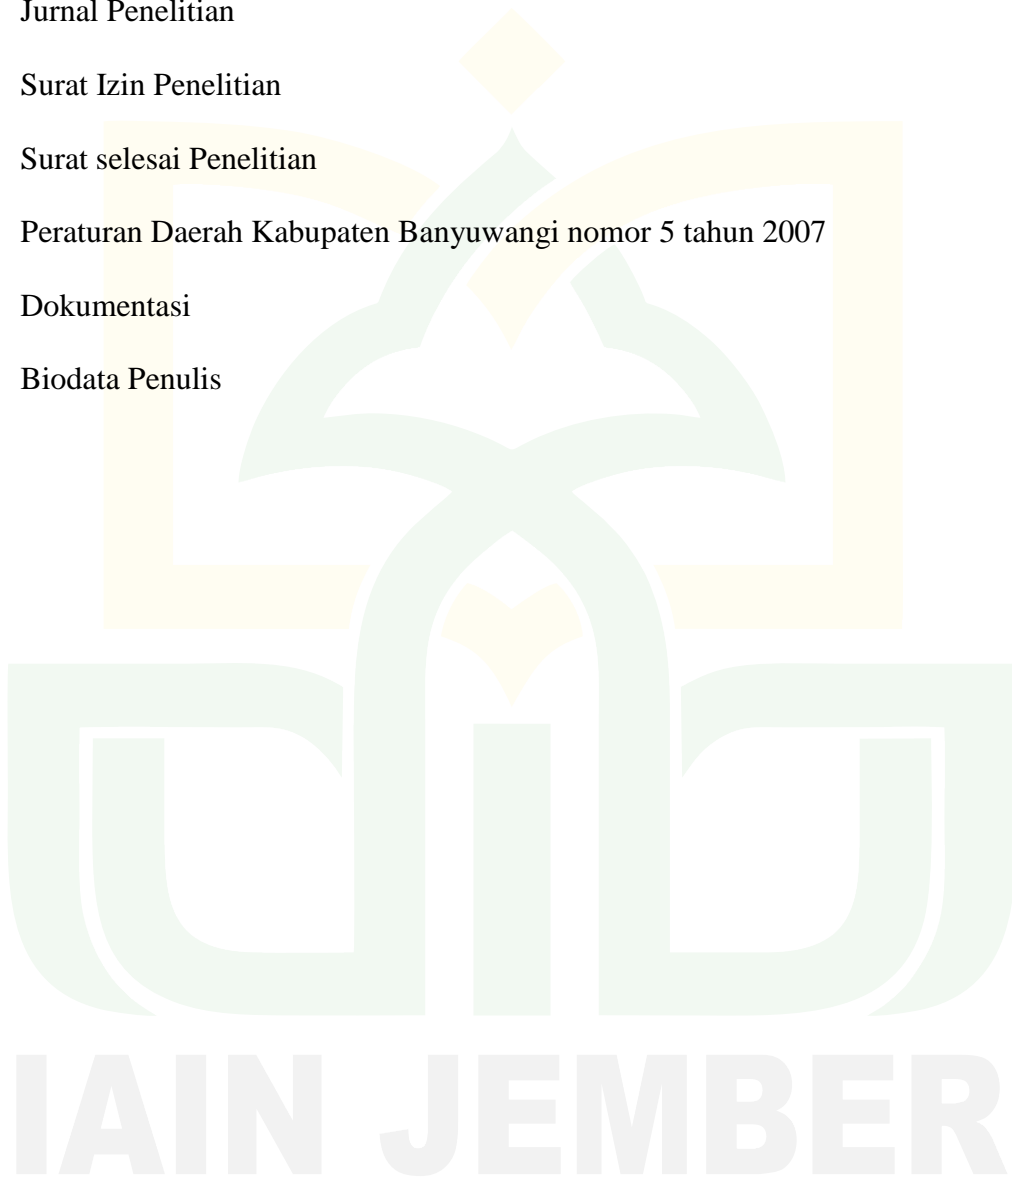 Jurnal Penelitian
Surat Izin Penelitian
Surat selesai Penelitian
Peraturan Daerah Kabupaten Banyuwangi nomor 5 tahun 2007
Dokumentasi
Biodata Penulis
IAIN JEMBER